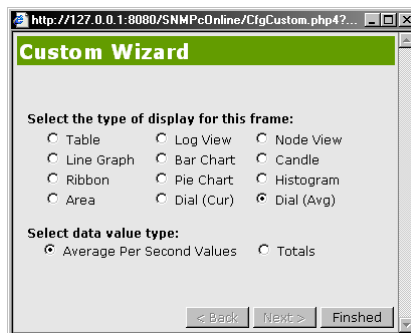 http://127.0.0.1:8080/SNMPcOnline/CfgCustom.php4?...
Custom Wizard
Select the type of display for this frame:
Table Log View Node View
Line Graph Bar Chart Candle
Ribbon Pie Chart Histogram
Area Dial (Cur) Dial (Avg)
Select data value type:
Average Per Second Values Totals
< Back Next > Finshed